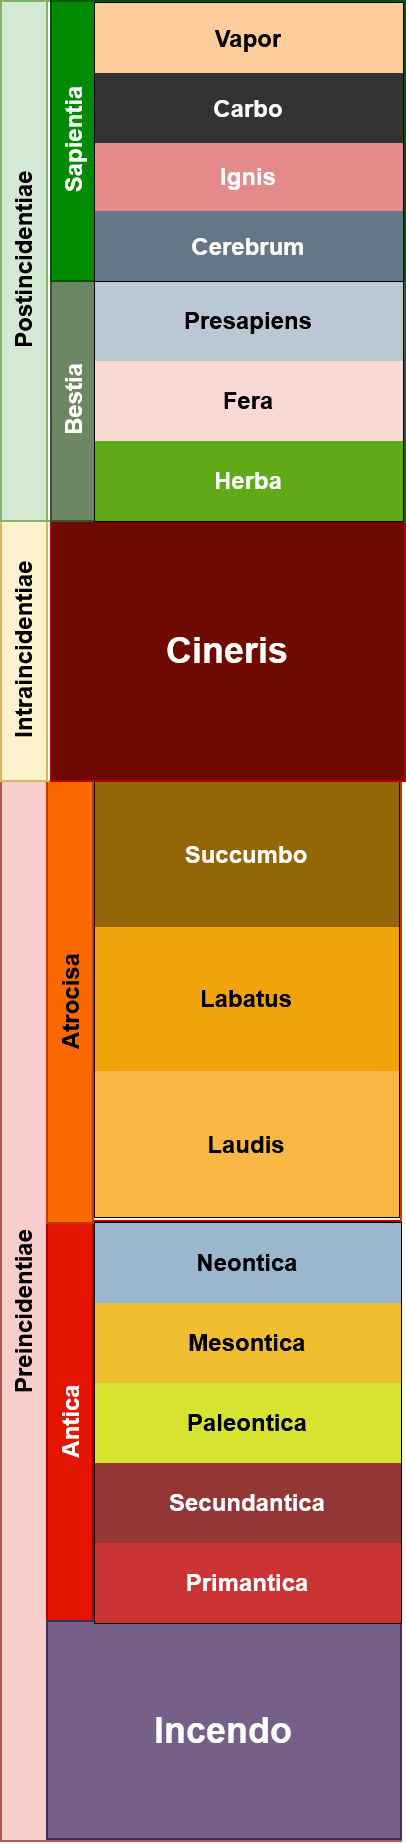 Postincidentiae
Sapientia
Vapor
Carbo
Ignis
Cerebrum
Bestia
Presapiens
Fera
Herba
Intraincidentiae
Cineris
Preincidentiae
Atrocisa
Succumbo
Labatus
Laudis
Antica
Neontica
Mesontica
Paleontica
Secundantica
Primantica
Incendo